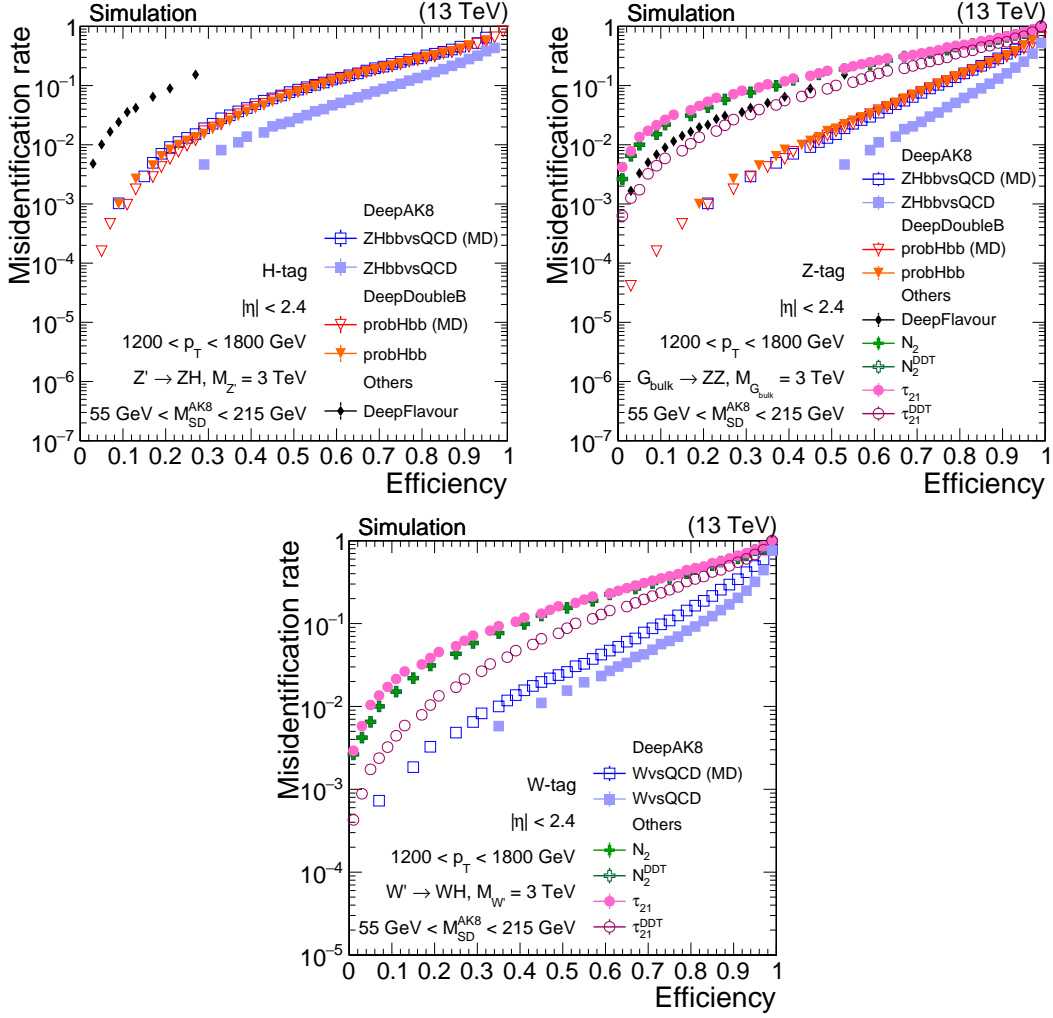 Simulation (13 TeV)
Misidentification rate
1
10⁻¹
10⁻²
10⁻³
10⁻⁴
10⁻⁵
10⁻⁶
10⁻⁷
DeepAK8
ZHbbvsQCD (MD)
H-tag ZHbbvsQCD
DeepDoubleB
|η| < 2.4
probHbb (MD)
1200 < p_T < 1800 GeV probHbb
Z' → ZH, M_Z' = 3 TeV Others
55 GeV < M_SD^AK8 < 215 GeV DeepFlavour
0 0.1 0.2 0.3 0.4 0.5 0.6 0.7 0.8 0.9 1
Efficiency
Simulation (13 TeV)
Misidentification rate
1
10⁻¹
10⁻²
10⁻³
10⁻⁴
10⁻⁵
10⁻⁶
10⁻⁷
DeepAK8
ZHbbvsQCD (MD)
ZHbbvsQCD
DeepDoubleB
probHbb (MD)
Z-tag probHbb
Others
|η| < 2.4
DeepFlavour
1200 < p_T < 1800 GeV N₂
N₂^DDT
G_bulk → ZZ, M_G_bulk = 3 TeV
τ₂₁
55 GeV < M_SD^AK8 < 215 GeV τ₂₁^DDT
0 0.1 0.2 0.3 0.4 0.5 0.6 0.7 0.8 0.9 1
Efficiency
Simulation (13 TeV)
Misidentification rate
1
10⁻¹
10⁻²
10⁻³
10⁻⁴
10⁻⁵
DeepAK8
WvsQCD (MD)
W-tag WvsQCD
|η| < 2.4 Others
N₂
1200 < p_T < 1800 GeV
N₂^DDT
W' → WH, M_W' = 3 TeV
τ₂₁
55 GeV < M_SD^AK8 < 215 GeV τ₂₁^DDT
0 0.1 0.2 0.3 0.4 0.5 0.6 0.7 0.8 0.9 1
Efficiency